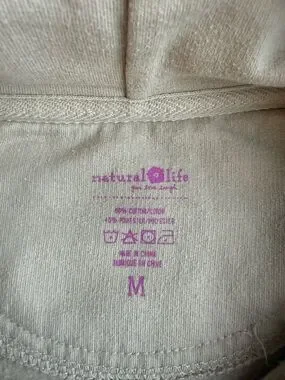 natural life
60% COTTON/COTON
40% POLYESTER/POLYESTER
MADE IN CHINA
FABRIQUÉ EN CHINE
M